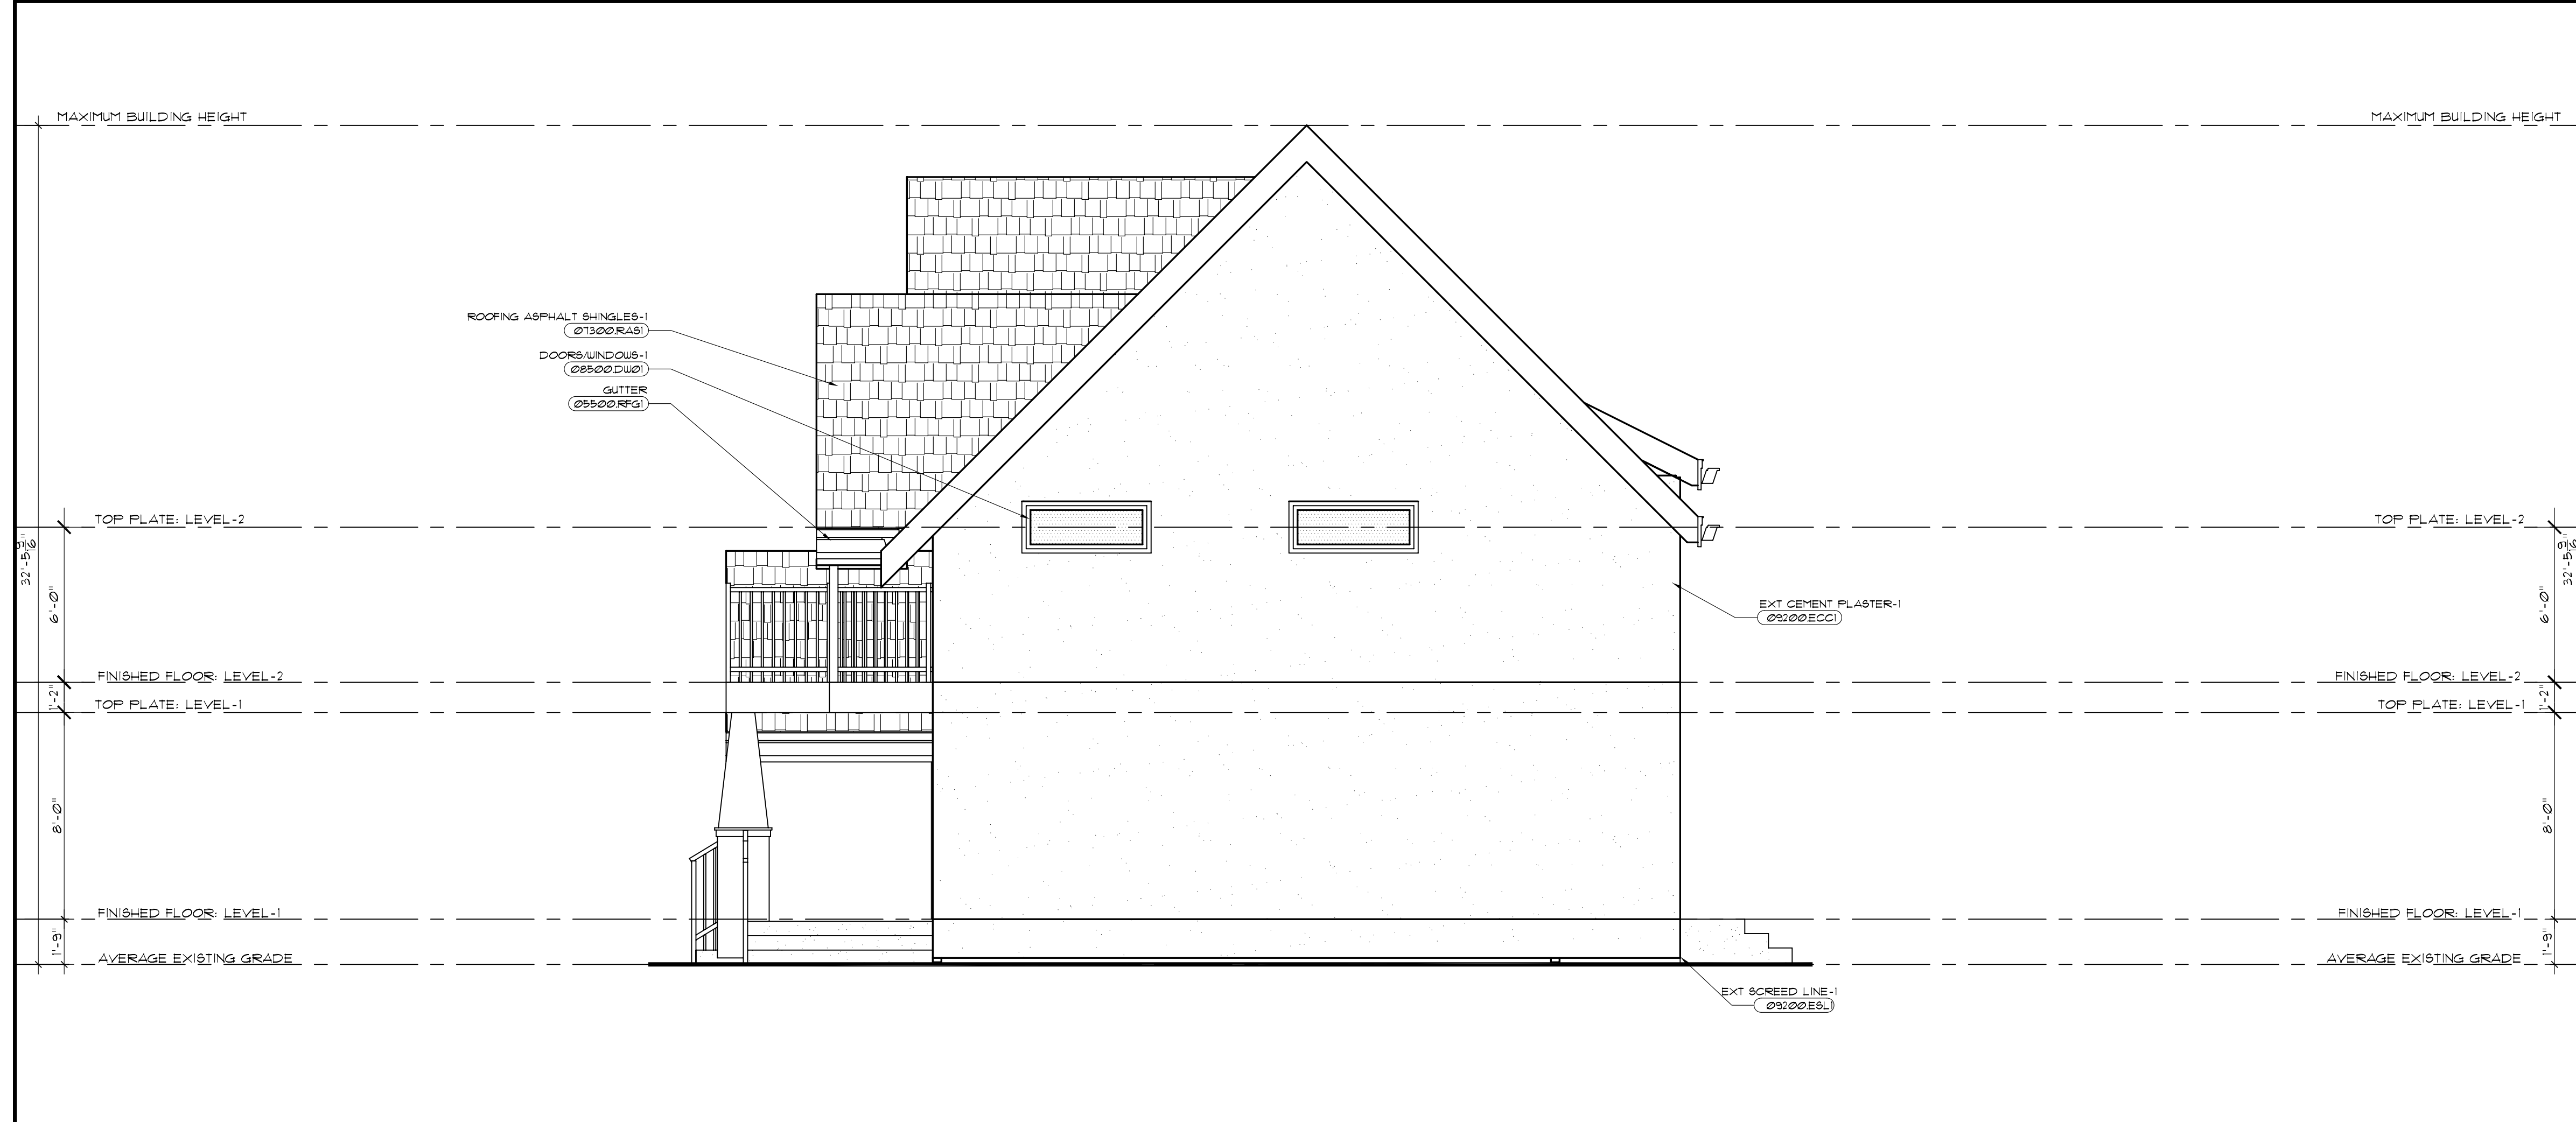 MAXIMUM BUILDING HEIGHT
MAXIMUM BUILDING HEIGHT
ROOFING ASPHALT SHINGLES-1
07300.RAS1
DOORS/WINDOWS-1
08500.DW01
GUTTER
05500.RFG1
TOP PLATE: LEVEL-2
TOP PLATE: LEVEL-2
32'-5 9/16"
32'-5 9/16"
6'-0"
6'-0"
EXT CEMENT PLASTER-1
09200.ECC1
FINISHED FLOOR: LEVEL-2
FINISHED FLOOR: LEVEL-2
1'-2"
1'-2"
TOP PLATE: LEVEL-1
TOP PLATE: LEVEL-1
8'-0"
8'-0"
FINISHED FLOOR: LEVEL-1
FINISHED FLOOR: LEVEL-1
1'-9"
1'-9"
AVERAGE EXISTING GRADE
AVERAGE EXISTING GRADE
EXT SCREED LINE-1
09200.ESL1